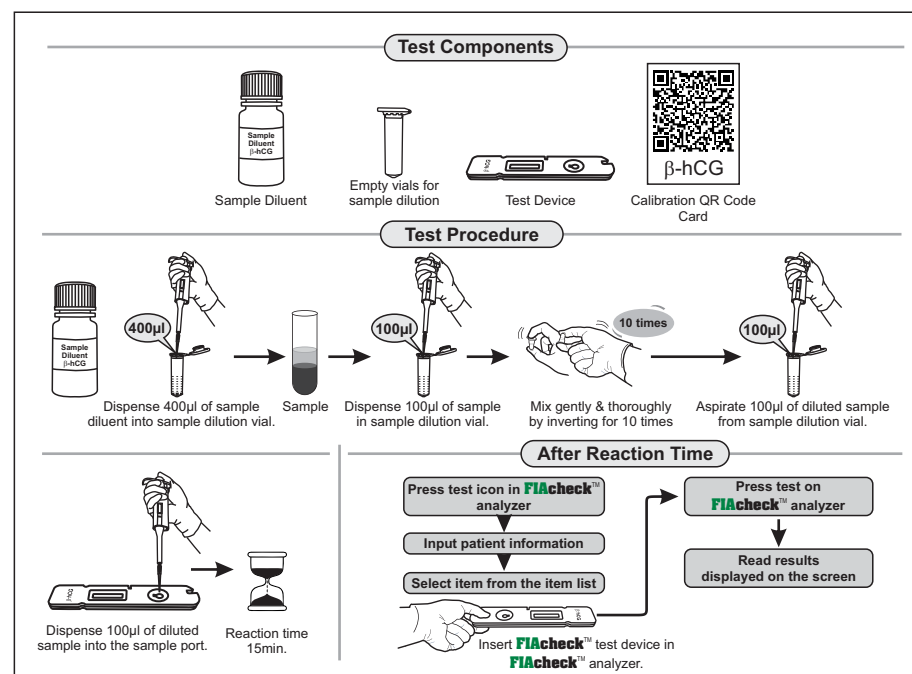 Test Components
Sample
Diluent
β-hCG
Sample Diluent
Empty vials for
sample dilution
β-hCG
Test Device
β-hCG
Calibration QR Code
Card
Test Procedure
Sample
Diluent
β-hCG
400µl
Dispense 400µl of sample
diluent into sample dilution vial.
Sample
100µl
Dispense 100µl of sample
in sample dilution vial.
10 times
Mix gently & thoroughly
by inverting for 10 times
100µl
Aspirate 100µl of diluted sample
from sample dilution vial.
β-hCG
Dispense 100µl of diluted
sample into the sample port.
Reaction time
15min.
After Reaction Time
Press test icon in FIAcheck™
analyzer
Input patient information
Select item from the item list
β-hCG
Insert FIAcheck™ test device in
FIAcheck™ analyzer.
Press test on
FIAcheck™ analyzer
Read results
displayed on the screen